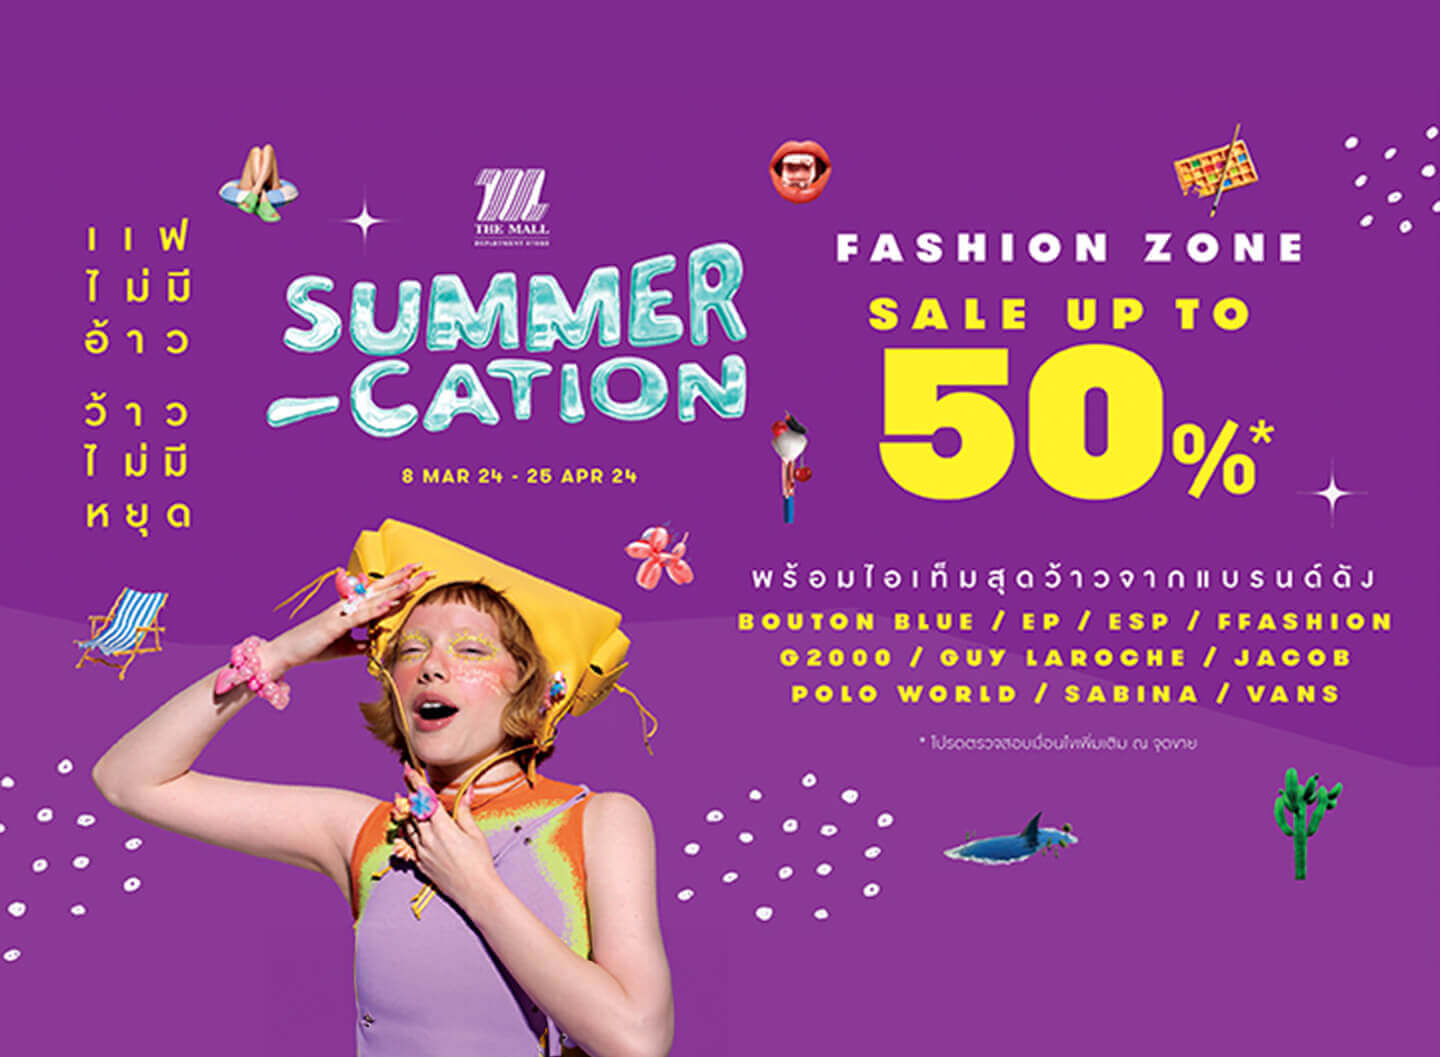 แฟ
ไม่มี
อ้าว
ว้าว
ไม่มี
หยุด
THE MALL
DEPARTMENT STORE
SUMMER
-CATION
8 MAR 24 - 25 APR 24
FASHION ZONE
SALE UP TO
50%*
พร้อมไอเท็มสุดว้าวจากแบรนด์ดัง
BOUTON BLUE / EP / ESP / FFASHION
G2000 / GUY LAROCHE / JACOB
POLO WORLD / SABINA / VANS
* โปรดตรวจสอบเงื่อนไขเพิ่มเติม ณ จุดขาย